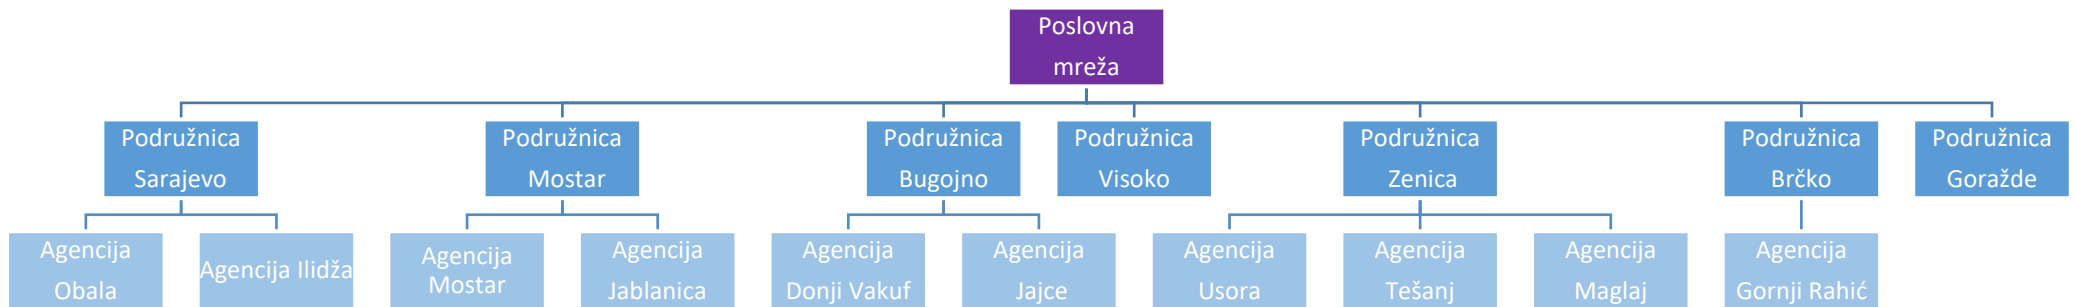 Poslovna
mreža
Podružnica
Sarajevo
Podružnica
Mostar
Podružnica
Bugojno
Podružnica
Visoko
Podružnica
Zenica
Podružnica
Brčko
Podružnica
Goražde
Agencija
Obala
Agencija Ilidža
Agencija
Mostar
Agencija
Jablanica
Agencija
Donji Vakuf
Agencija
Jajce
Agencija
Usora
Agencija
Tešanj
Agencija
Maglaj
Agencija
Gornji Rahić